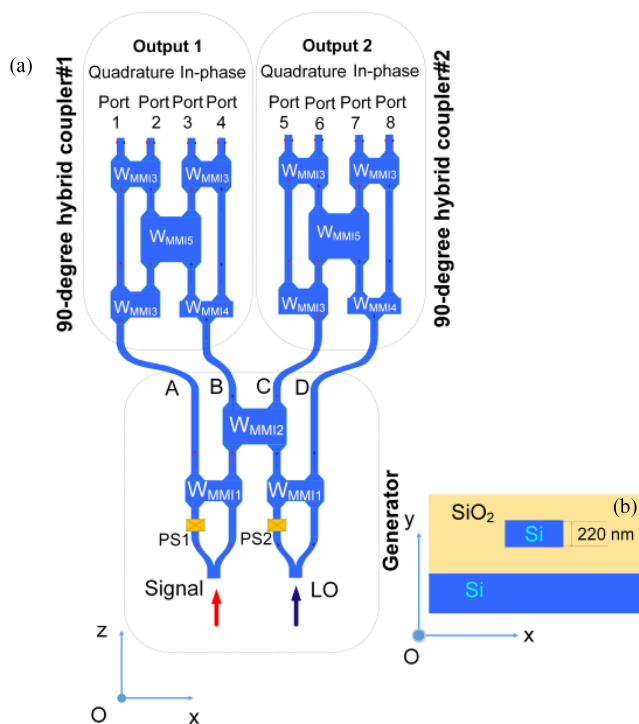 (a)
Output 1
Output 2
Quadrature In-phase
Quadrature In-phase
Port Port Port Port
1 2 3 4
Port Port Port Port
5 6 7 8
90-degree hybrid coupler#1
90-degree hybrid coupler#2
WMMI3 WMMI3
WMMI3 WMMI3
WMMI5
WMMI5
WMMI3 WMMI4
WMMI3 WMMI4
A B C D
WMMI2
WMMI1 WMMI1
PS1 PS2
Signal LO
Generator
(b)
y
SiO2
Si
220 nm
Si
O x
z
O x